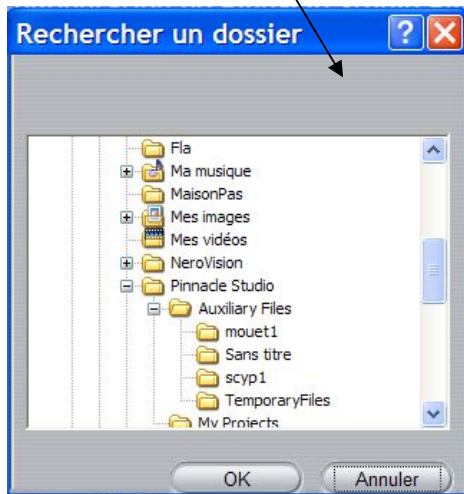 Rechercher un dossier
Fla
Ma musique
MaisonPas
Mes images
Mes vidéos
NeroVision
Pinnacle Studio
Auxiliary Files
mouet1
Sans titre
scyp1
TemporaryFiles
My Projects
OK Annuler